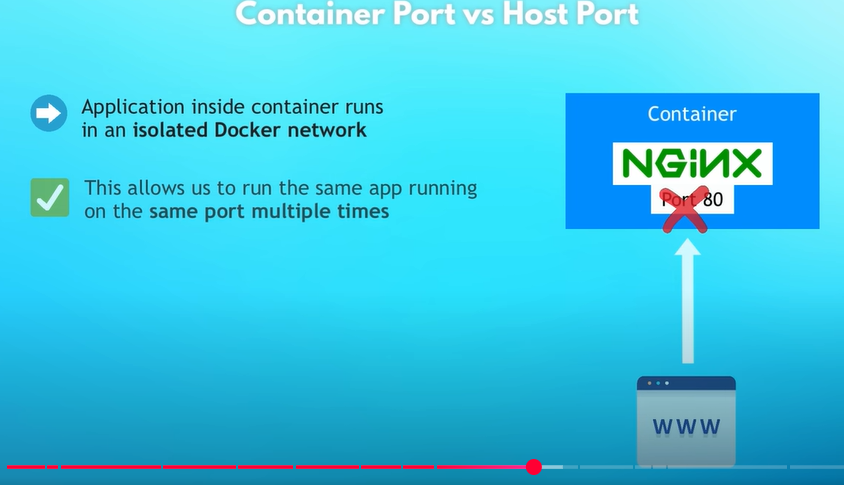 Container Port vs Host Port
Application inside container runs
in an isolated Docker network
This allows us to run the same app running
on the same port multiple times
Container
NGINX
Port 80
WWW